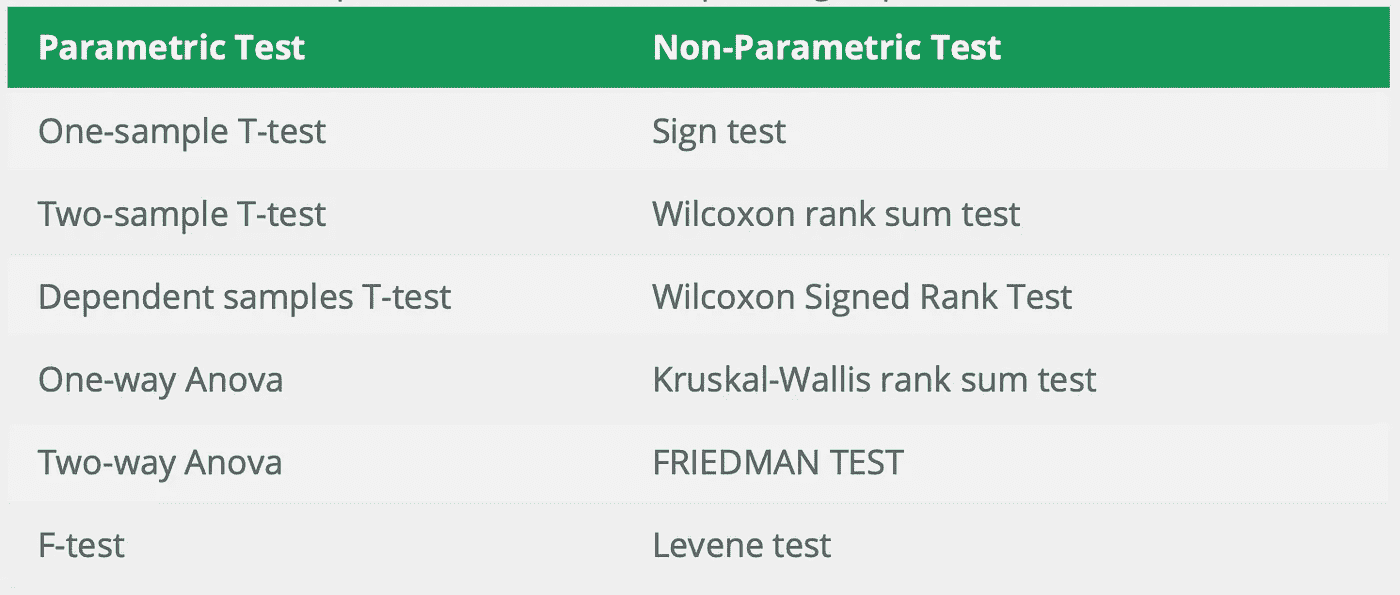 Parametric Test Non-Parametric Test
One-sample T-test Sign test
Two-sample T-test Wilcoxon rank sum test
Dependent samples T-test Wilcoxon Signed Rank Test
One-way Anova Kruskal-Wallis rank sum test
Two-way Anova FRIEDMAN TEST
F-test Levene test